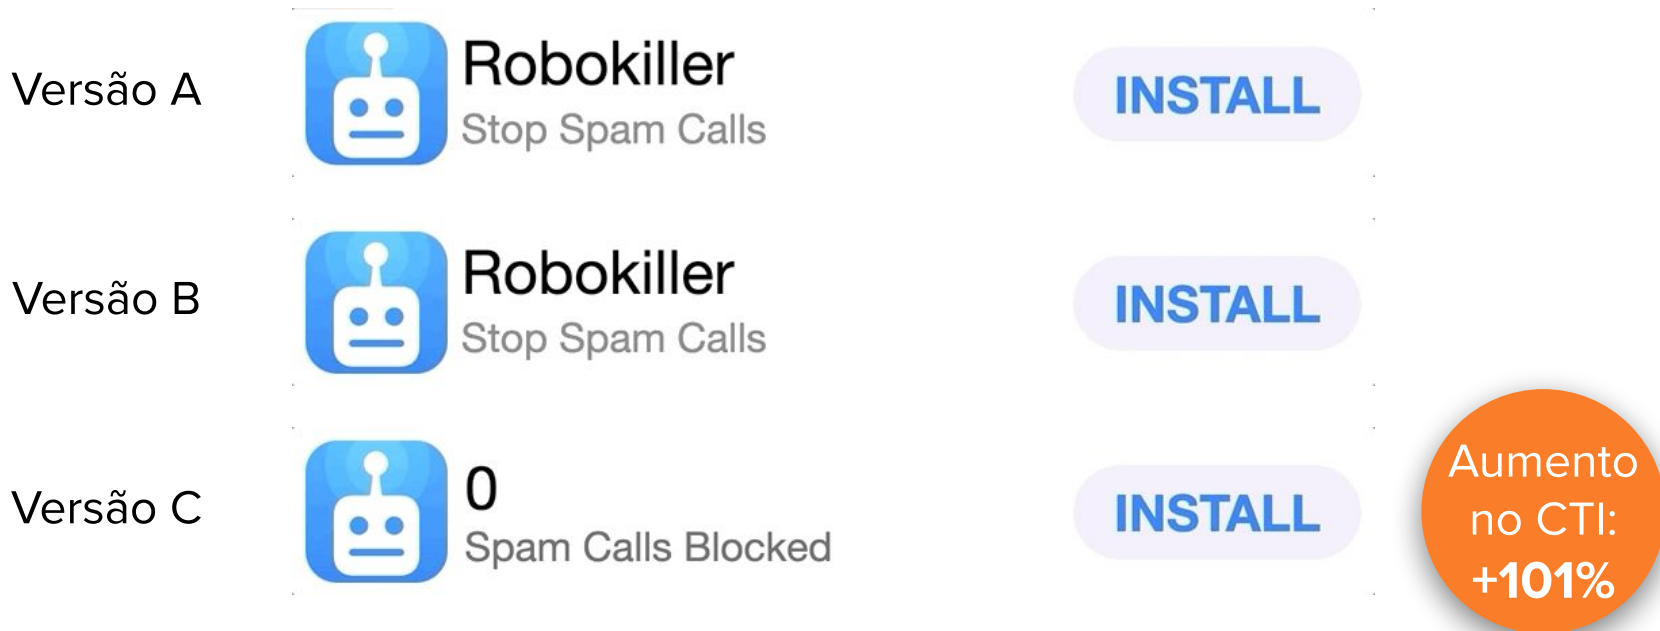 Versão A
Robokiller
Stop Spam Calls
INSTALL
Versão B
Robokiller
Stop Spam Calls
INSTALL
Versão C
0
Spam Calls Blocked
INSTALL
Aumento
no CTI:
+101%